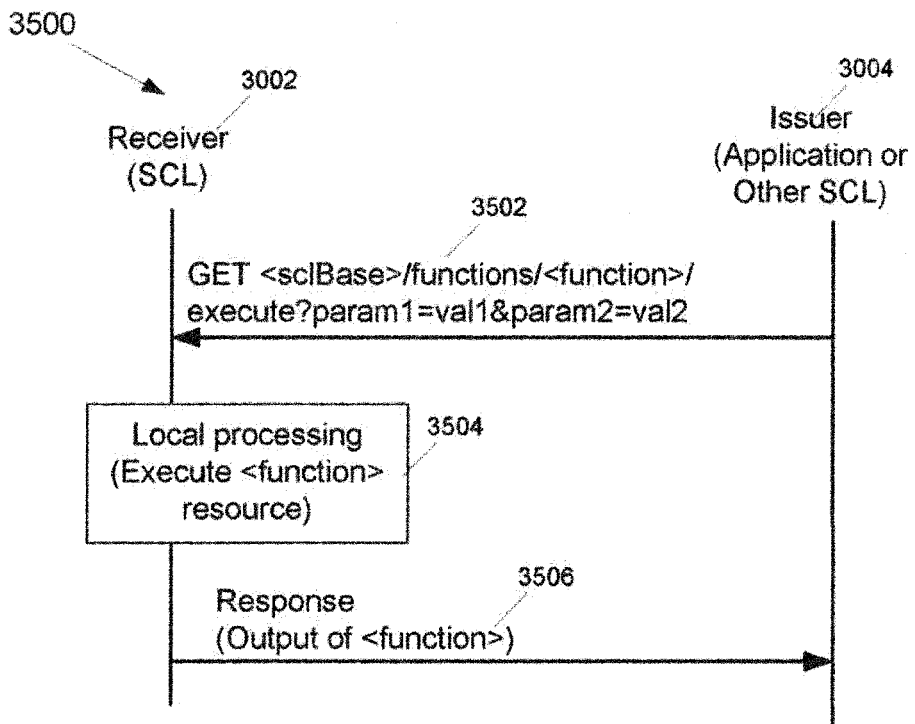 3500
3002
Receiver
(SCL)
3004
Issuer
(Application or
Other SCL)
3502
GET <sclBase>/functions/<function>/
execute?param1=val1&param2=val2
Local processing
(Execute <function>
resource)
3504
3506
Response
(Output of <function>)